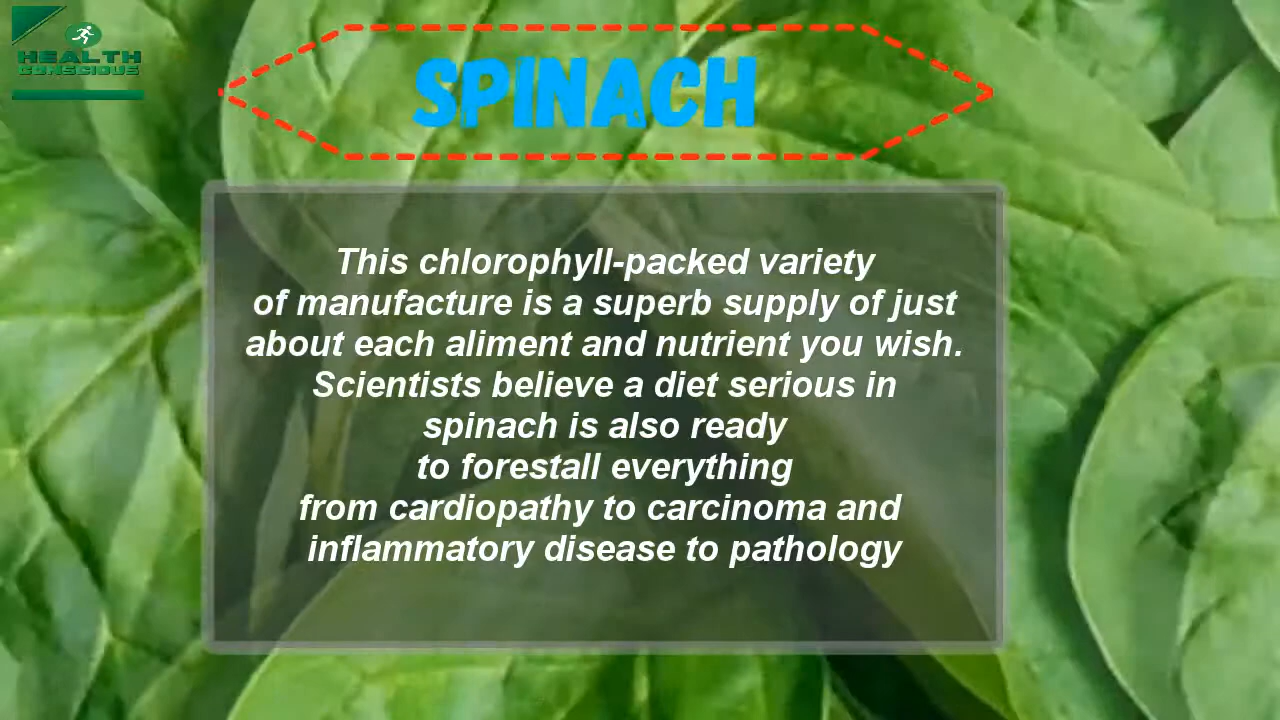 HEALTH
CONSCIOUS
SPINACH
This chlorophyll-packed variety
of manufacture is a superb supply of just
about each aliment and nutrient you wish.
Scientists believe a diet serious in
spinach is also ready
to forestall everything
from cardiopathy to carcinoma and
inflammatory disease to pathology